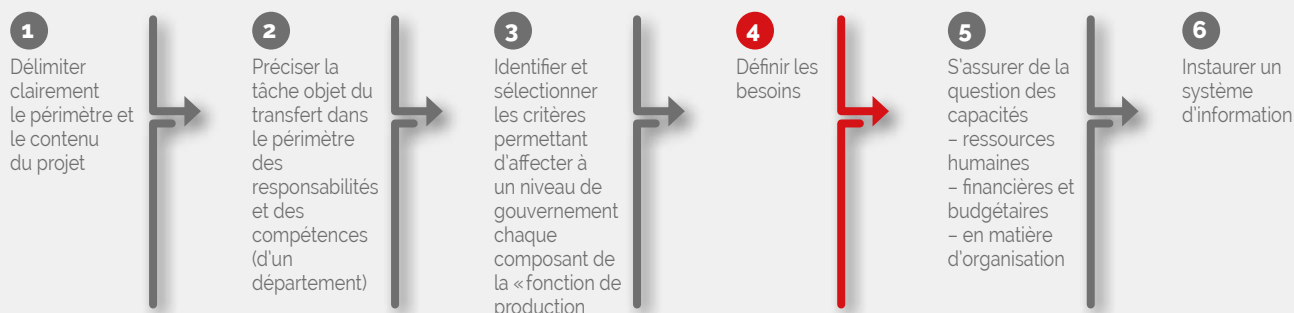 1
Délimiter
clairement
le périmètre et
le contenu
du projet
2
Préciser la
tâche objet du
transfert dans
le périmètre
des
responsabilités
et des
compétences
(d'un
département)
3
Identifier et
sélectionner
les critères
permettant
d'affecter à
un niveau de
gouvernement
chaque
composant de
la « fonction de
production
4
Définir les
besoins
5
S'assurer de la
question des
capacités
– ressources
humaines
– financières et
budgétaires
– en matière
d'organisation
6
Instaurer un
système
d'information